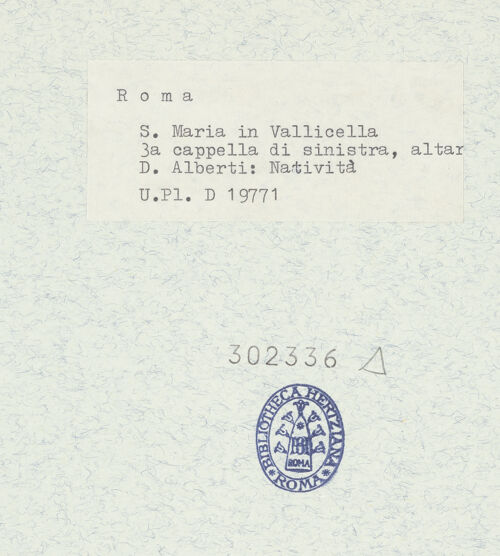 R o m a
S. Maria in Vallicella
3a cappella di sinistra, altar
D. Alberti: Natività
U.Pl. D 19771
302336 △
BIBLIOTHECA HERTZIANA
ROMA
* ROMA *